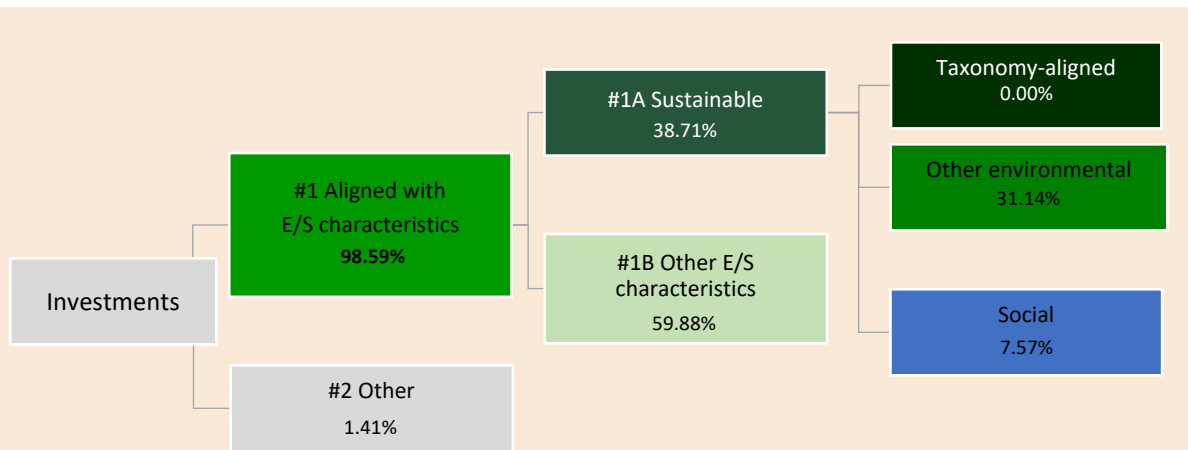 Investments
#1 Aligned with
E/S characteristics
98.59%
#2 Other
1.41%
#1A Sustainable
38.71%
#1B Other E/S
characteristics
59.88%
Taxonomy-aligned
0.00%
Other environmental
31.14%
Social
7.57%